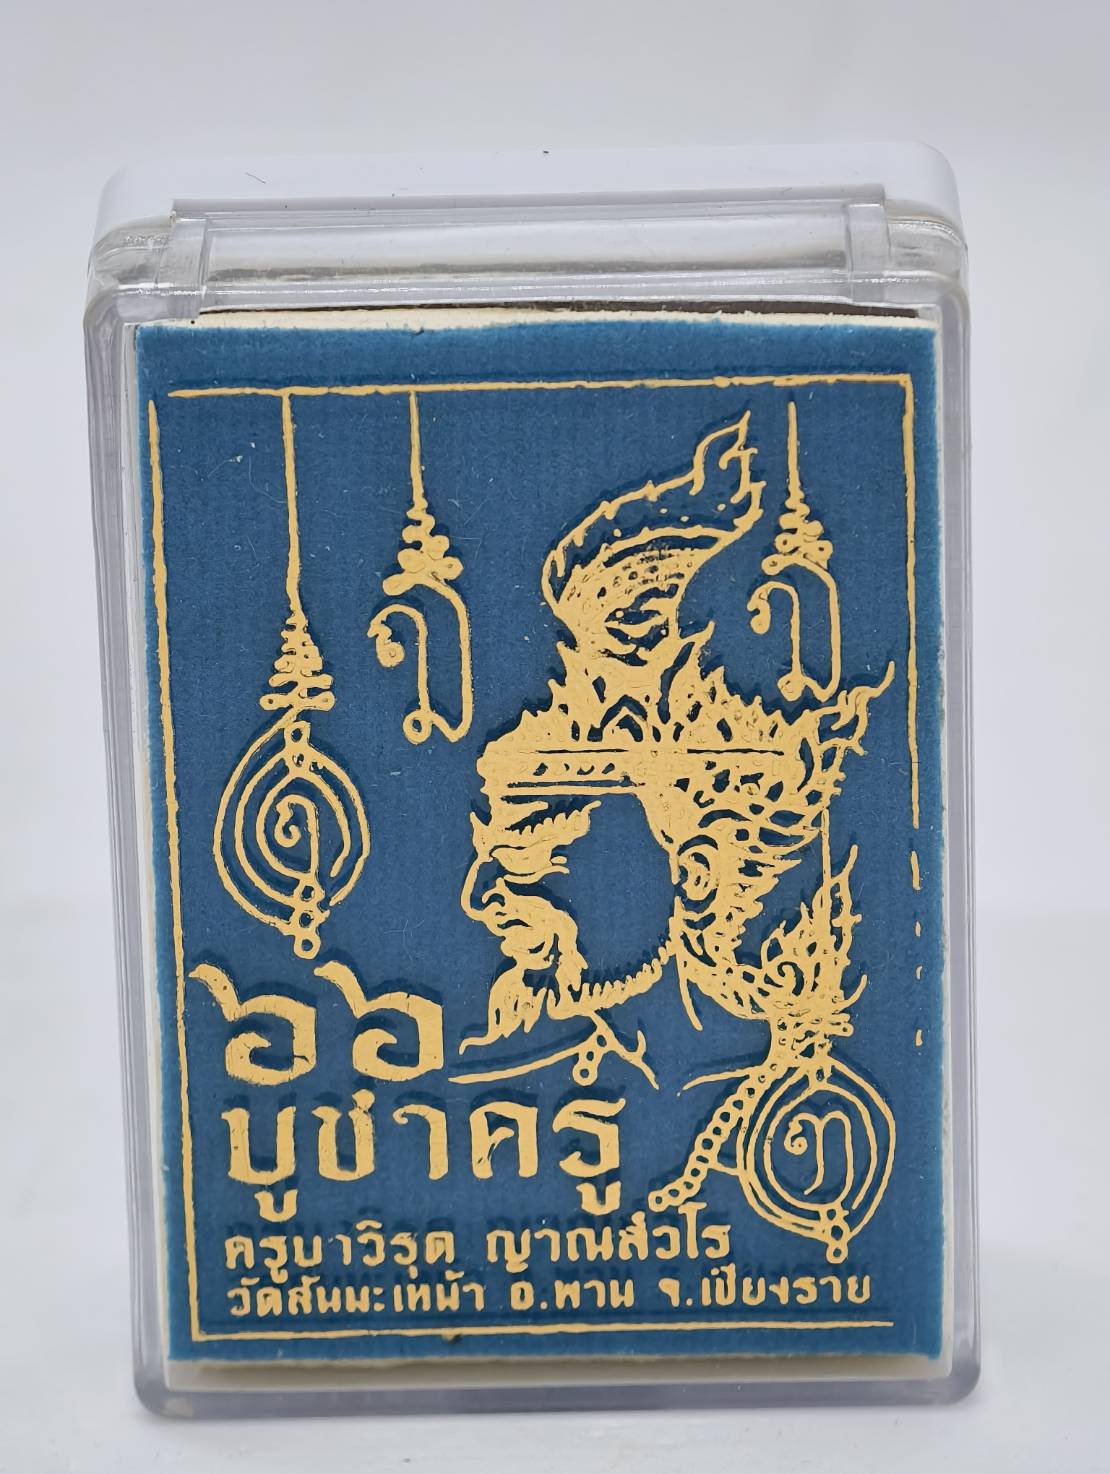 ๖๖
บูชาครู
ครูบาวิรุด ญาณสํวโร
วัดสันมะเหน้า อ.พาน จ.เชียงราย